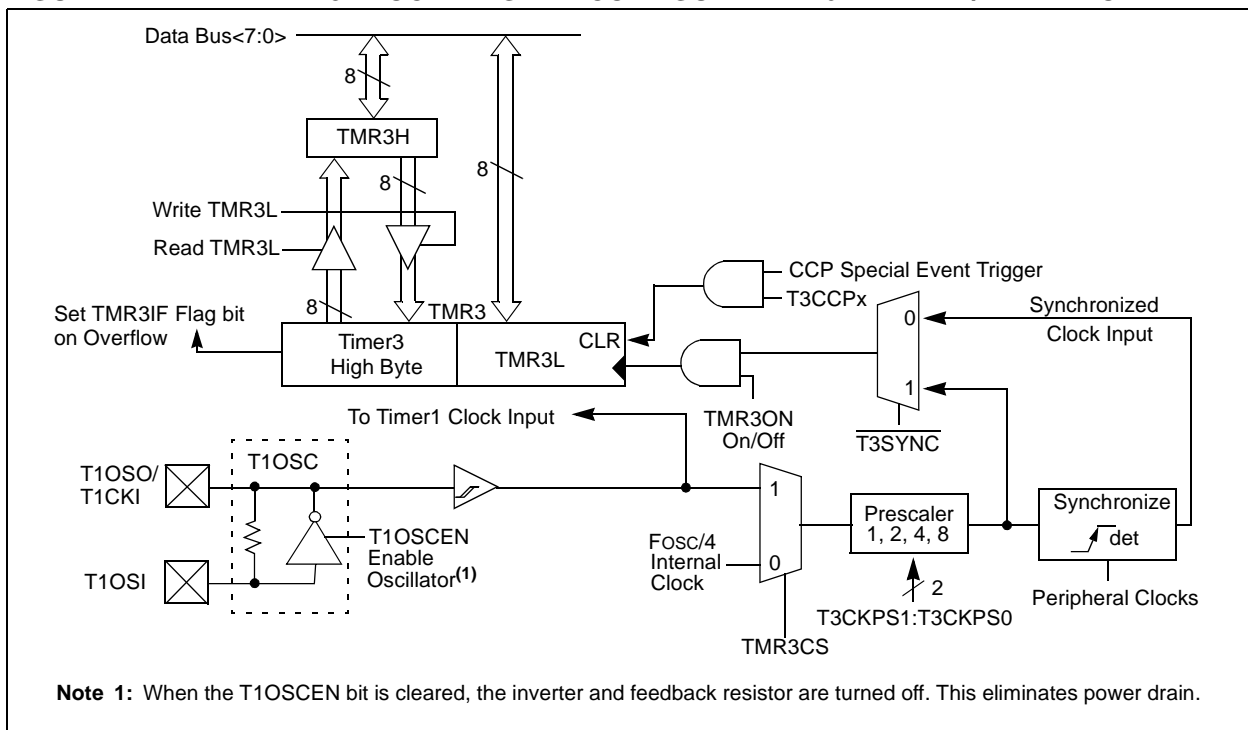 Data Bus<7:0>
8
TMR3H
8
8
Write TMR3L
Read TMR3L
8
TMR3
CCP Special Event Trigger
T3CCPx
Set TMR3IF Flag bit
on Overflow
Timer3
High Byte
TMR3L
CLR
0
1
Synchronized
Clock Input
To Timer1 Clock Input
TMR3ON
On/Off
T3SYNC
T1OSO/
T1CKI
T1OSC
T1OSCEN
Enable
Oscillator(1)
T1OSI
1
0
FOSC/4
Internal
Clock
Prescaler
1, 2, 4, 8
Synchronize
det
2
T3CKPS1:T3CKPS0
Peripheral Clocks
TMR3CS
Note 1: When the T1OSCEN bit is cleared, the inverter and feedback resistor are turned off. This eliminates power drain.